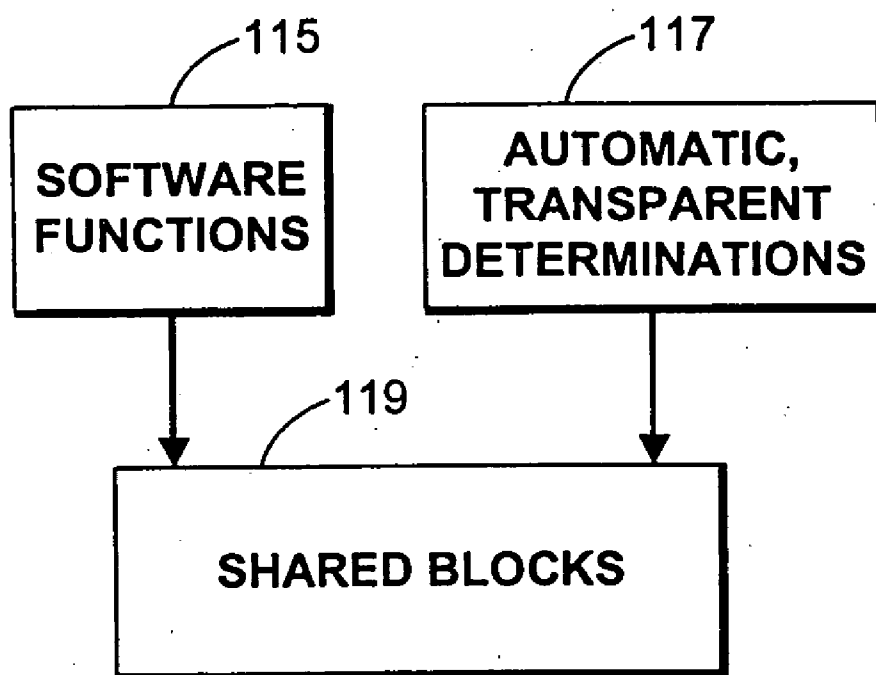 115
117
SOFTWARE
FUNCTIONS
AUTOMATIC,
TRANSPARENT
DETERMINATIONS
119
SHARED BLOCKS